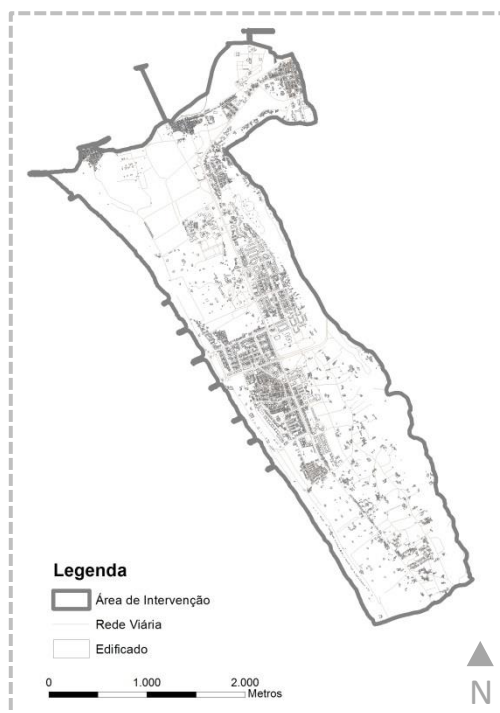 Legenda
Área de Intervenção
Rede Viária
Edificado
0 1.000 2.000
Metros
N